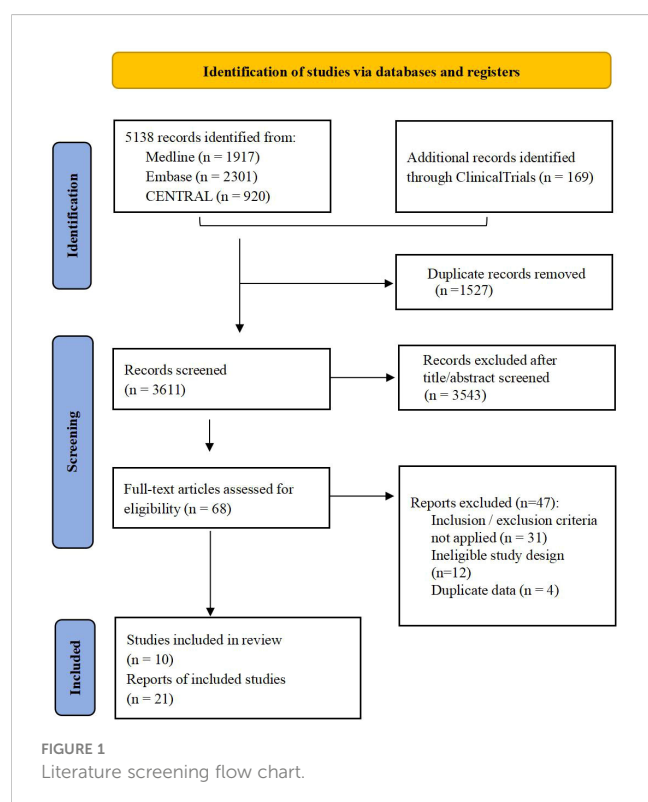 Identification of studies via databases and registers
Identification
5138 records identified from:
Medline (n = 1917)
Embase (n = 2301)
CENTRAL (n = 920)
Additional records identified
through ClinicalTrials (n = 169)
Duplicate records removed
(n =1527)
Screening
Records screened
(n = 3611)
Records excluded after
title/abstract screened
(n = 3543)
Full-text articles assessed for
eligibility (n = 68)
Reports excluded (n=47):
Inclusion / exclusion criteria
not applied (n = 31)
Ineligible study design
(n=12)
Duplicate data (n = 4)
Included
Studies included in review
(n = 10)
Reports of included studies
(n = 21)
FIGURE 1
Literature screening flow chart.